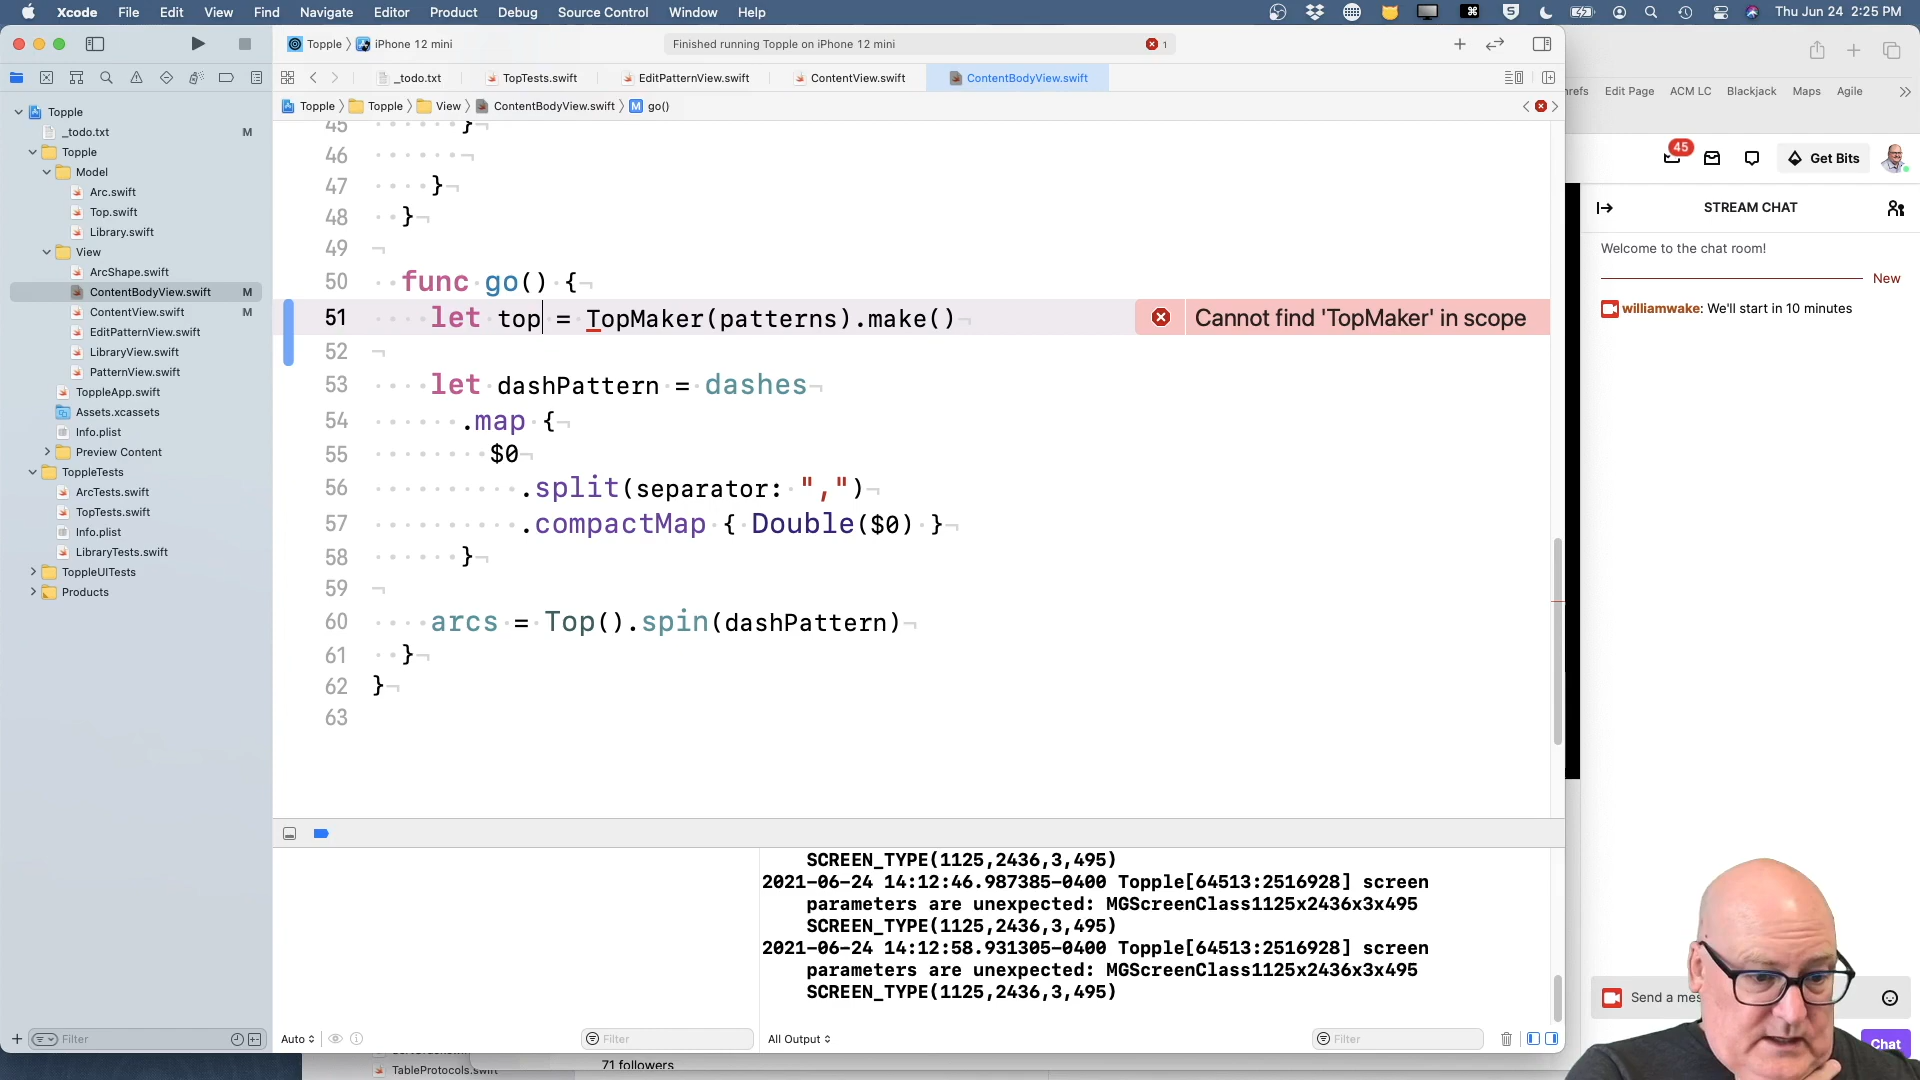 Xcode File Edit View Find Navigate Editor Product Debug Source Control Window Help
Thu Jun 24 2:25 PM
Topple iPhone 12 mini
Finished running Topple on iPhone 12 mini
1
_todo.txt
TopTests.swift
EditPatternView.swift
ContentView.swift
ContentBodyView.swift
Topple Topple View ContentBodyView.swift M go()
Topple
_todo.txt M
Topple
Model
Arc.swift
Top.swift
Library.swift
View
ArcShape.swift
ContentBodyView.swift M
ContentView.swift M
EditPatternView.swift
LibraryView.swift
PatternView.swift
ToppleApp.swift
Assets.xcassets
Info.plist
Preview Content
ToppleTests
ArcTests.swift
TopTests.swift
Info.plist
LibraryTests.swift
ToppleUITests
Products
Filter
45 }
46
47 }
48 }
49
50 func go() {
51 let top = TopMaker(patterns).make()
Cannot find 'TopMaker' in scope
52
53 let dashPattern = dashes
54 .map {
55 $0
56 .split(separator: ",")
57 .compactMap { Double($0) }
58 }
59
60 arcs = Top().spin(dashPattern)
61 }
62 }
63
SCREEN_TYPE(1125,2436,3,495)
2021-06-24 14:12:46.987385-0400 Topple[64513:2516928] screen
parameters are unexpected: MGScreenClass1125x2436x3x495
SCREEN_TYPE(1125,2436,3,495)
2021-06-24 14:12:58.931305-0400 Topple[64513:2516928] screen
parameters are unexpected: MGScreenClass1125x2436x3x495
SCREEN_TYPE(1125,2436,3,495)
Auto
Filter
All Output
Filter
TableProtocols.swift
71 followers
Edit Page ACM LC Blackjack Maps Agile
45
Get Bits
STREAM CHAT
Welcome to the chat room!
New
williamwake: We'll start in 10 minutes
Send a mes
Chat